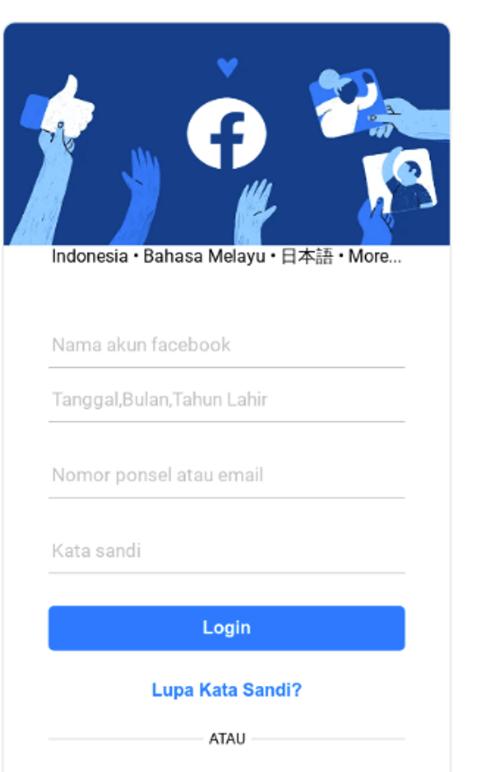 Indonesia • Bahasa Melayu • 日本語 • More...
Nama akun facebook
Tanggal,Bulan,Tahun Lahir
Nomor ponsel atau email
Kata sandi
Login
Lupa Kata Sandi?
ATAU